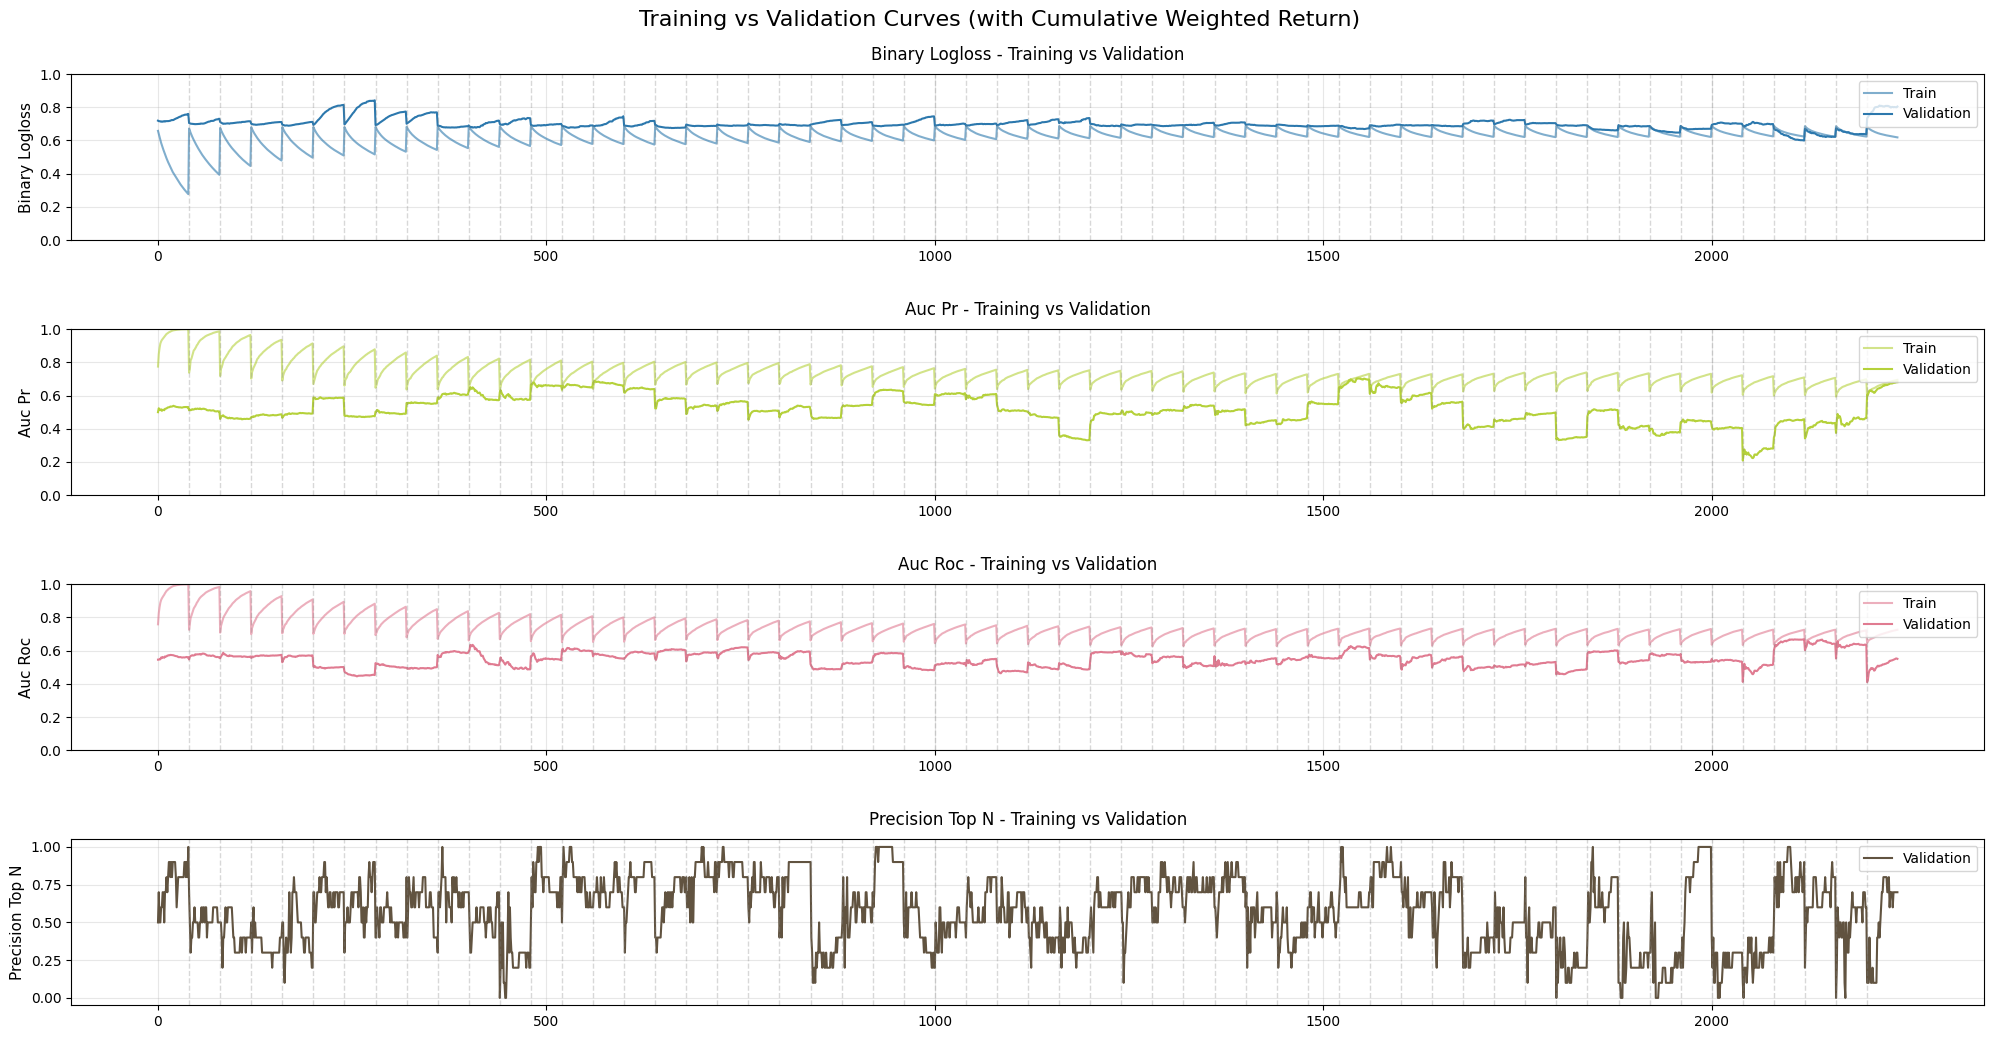 Training vs Validation Curves (with Cumulative Weighted Return)
Binary Logloss - Training vs Validation
Binary Logloss
1.0
0.8
0.6
0.4
0.2
0.0
Train
Validation
0 500 1000 1500 2000
Auc Pr - Training vs Validation
Auc Pr
1.0
0.8
0.6
0.4
0.2
0.0
Train
Validation
0 500 1000 1500 2000
Auc Roc - Training vs Validation
Auc Roc
1.0
0.8
0.6
0.4
0.2
0.0
Train
Validation
0 500 1000 1500 2000
Precision Top N - Training vs Validation
Precision Top N
1.00
0.75
0.50
0.25
0.00
Validation
0 500 1000 1500 2000